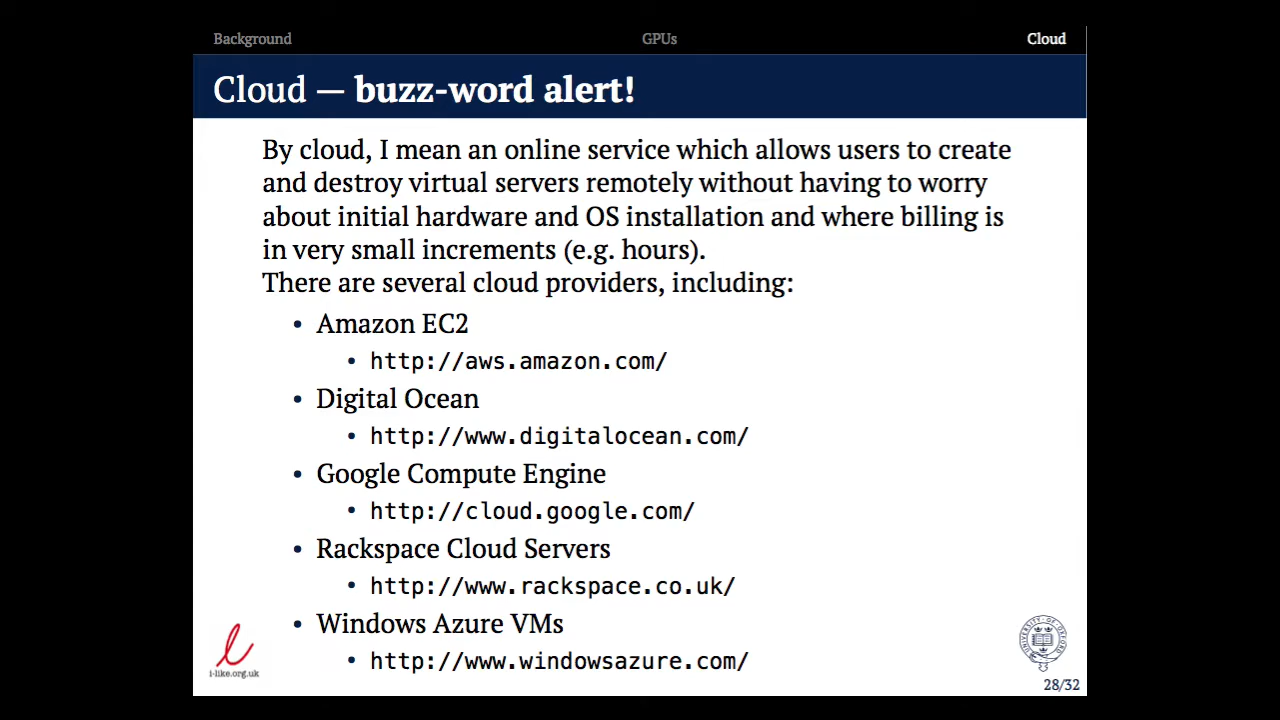 Background GPUs Cloud
Cloud — buzz-word alert!
By cloud, I mean an online service which allows users to create
and destroy virtual servers remotely without having to worry
about initial hardware and OS installation and where billing is
in very small increments (e.g. hours).
There are several cloud providers, including:
• Amazon EC2
• http://aws.amazon.com/
• Digital Ocean
• http://www.digitalocean.com/
• Google Compute Engine
• http://cloud.google.com/
• Rackspace Cloud Servers
• http://www.rackspace.co.uk/
• Windows Azure VMs
• http://www.windowsazure.com/
i-like.org.uk
UNIVERSITY OF OXFORD
28/32